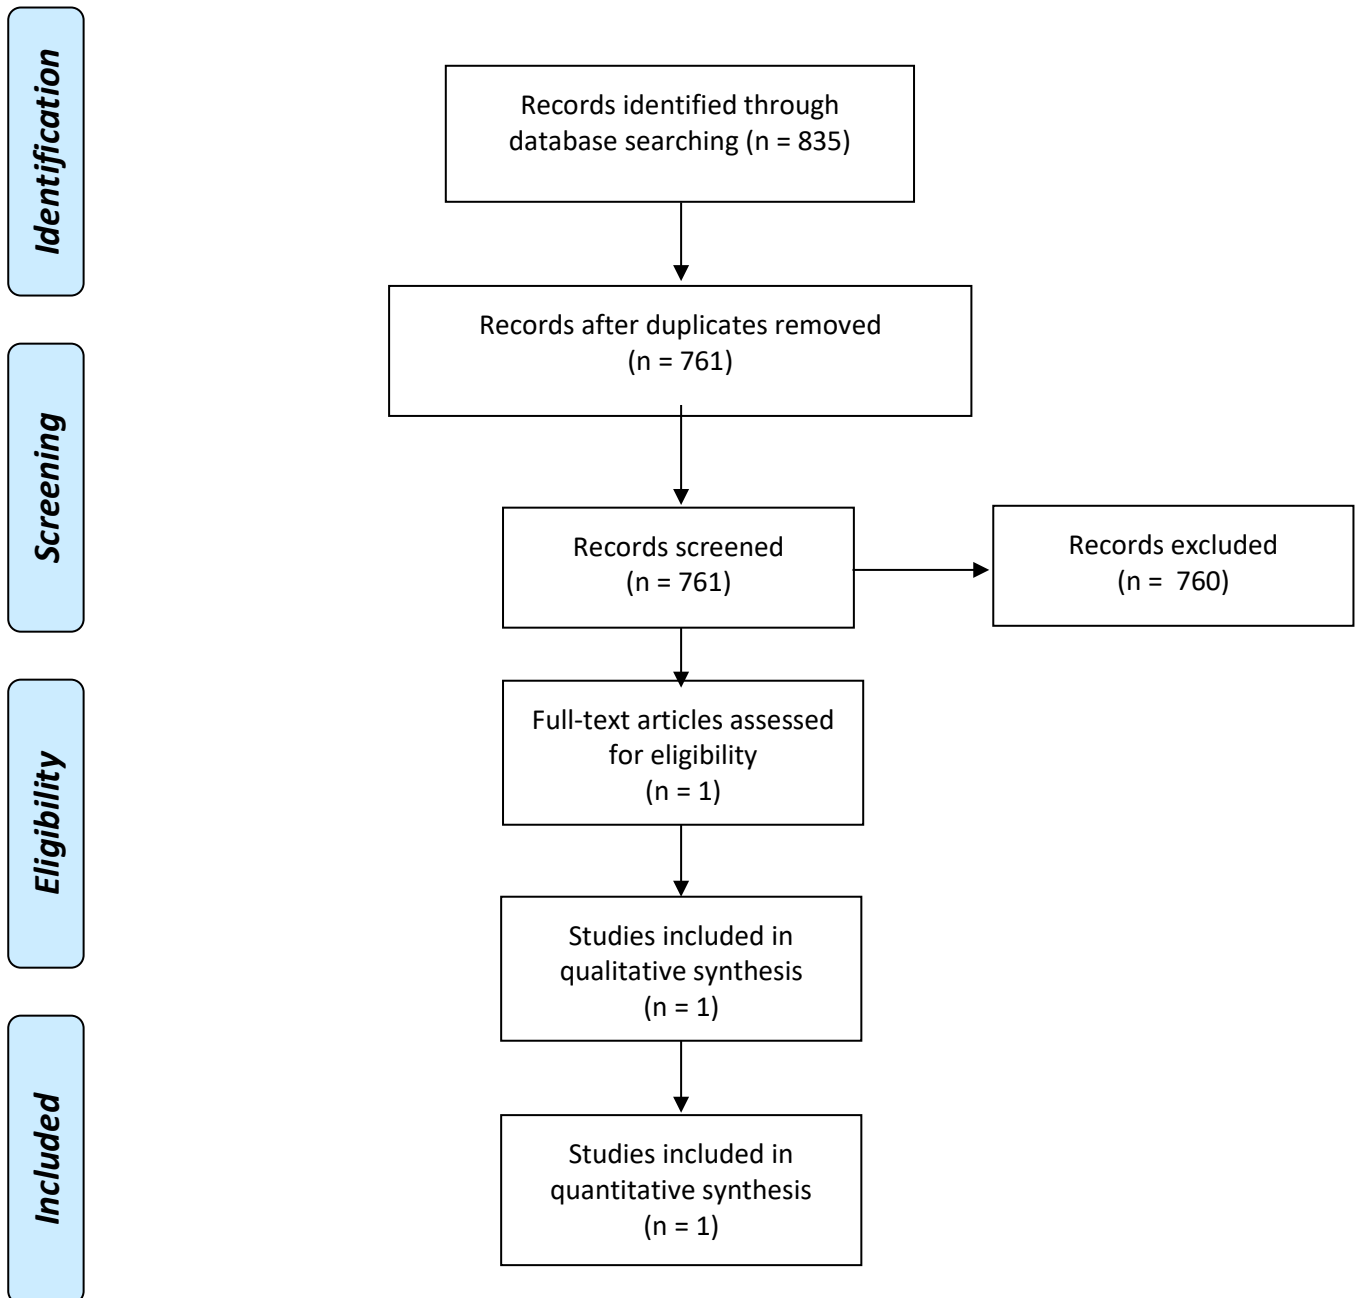 Identification
Records identified through
database searching (n = 835)
Records after duplicates removed
(n = 761)
Screening
Records screened
(n = 761)
Records excluded
(n =  760)
Eligibility
Full-text articles assessed
for eligibility
(n = 1)
Studies included in
qualitative synthesis
(n = 1)
Included
Studies included in
quantitative synthesis
(n = 1)